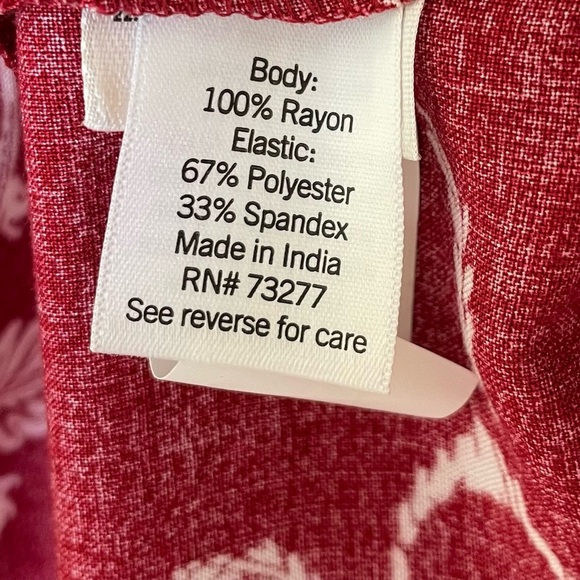 Body:
100% Rayon
Elastic:
67% Polyester
33% Spandex
Made in India
RN# 73277
See reverse for care